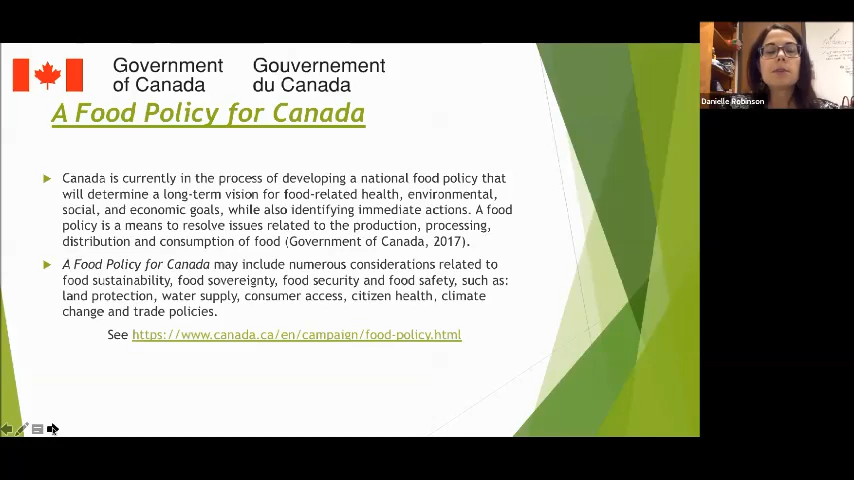 Government
of Canada
Gouvernement
du Canada
A Food Policy for Canada
Canada is currently in the process of developing a national food policy that
will determine a long-term vision for food-related health, environmental,
social, and economic goals, while also identifying immediate actions. A food
policy is a means to resolve issues related to the production, processing,
distribution and consumption of food (Government of Canada, 2017).
A Food Policy for Canada may include numerous considerations related to
food sustainability, food sovereignty, food security and food safety, such as:
land protection, water supply, consumer access, citizen health, climate
change and trade policies.
See https://www.canada.ca/en/campaign/food-policy.html
Danielle Robinson